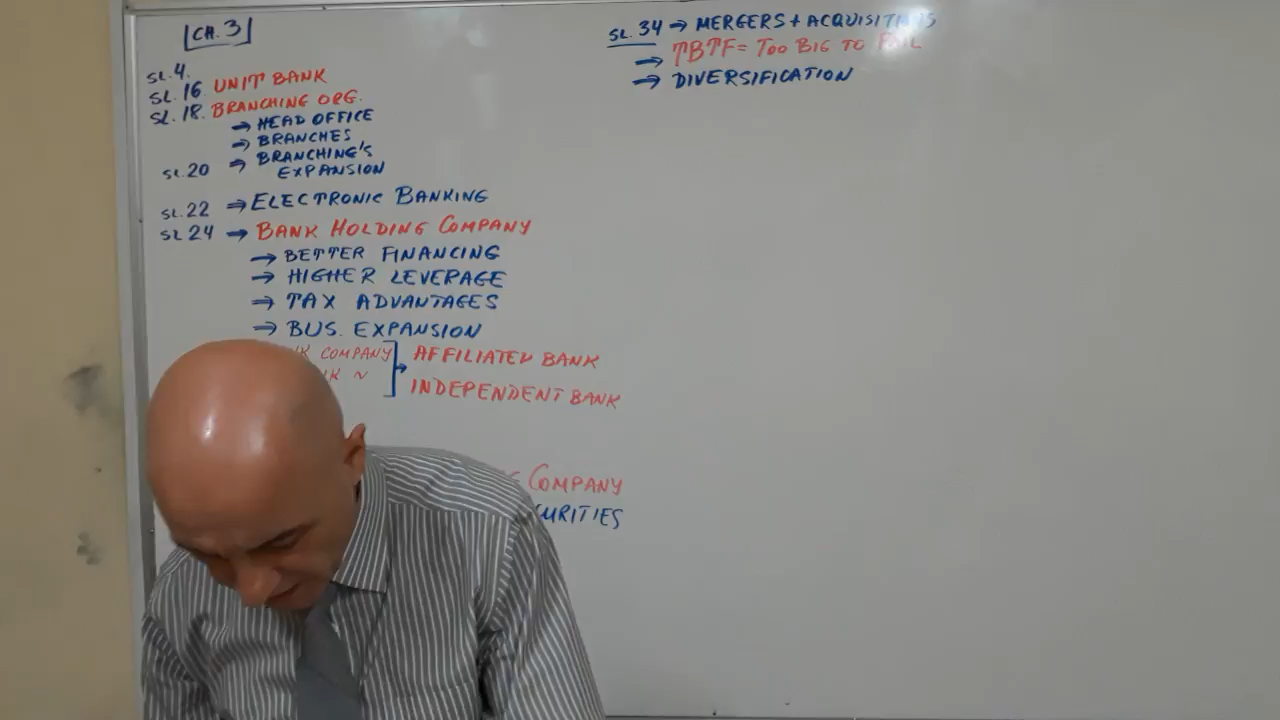 CH. 3
SL. 4.
SL. 16. UNIT BANK
SL. 18. BRANCHING ORG.
→ HEAD OFFICE
→ BRANCHES
SL. 20 → BRANCHING'S
EXPANSION
SL. 22 ⇒ ELECTRONIC BANKING
SL 24 → BANK HOLDING COMPANY
→ BETTER FINANCING
→ HIGHER LEVERAGE
→ TAX ADVANTAGES
→ BUS. EXPANSION
COMPANY AFFILIATED BANK
INDEPENDENT BANK
COMPANY
SL. 34 → MERGERS + ACQUISITIONS
→ TBTF = TOO BIG TO FAIL
→ DIVERSIFICATION